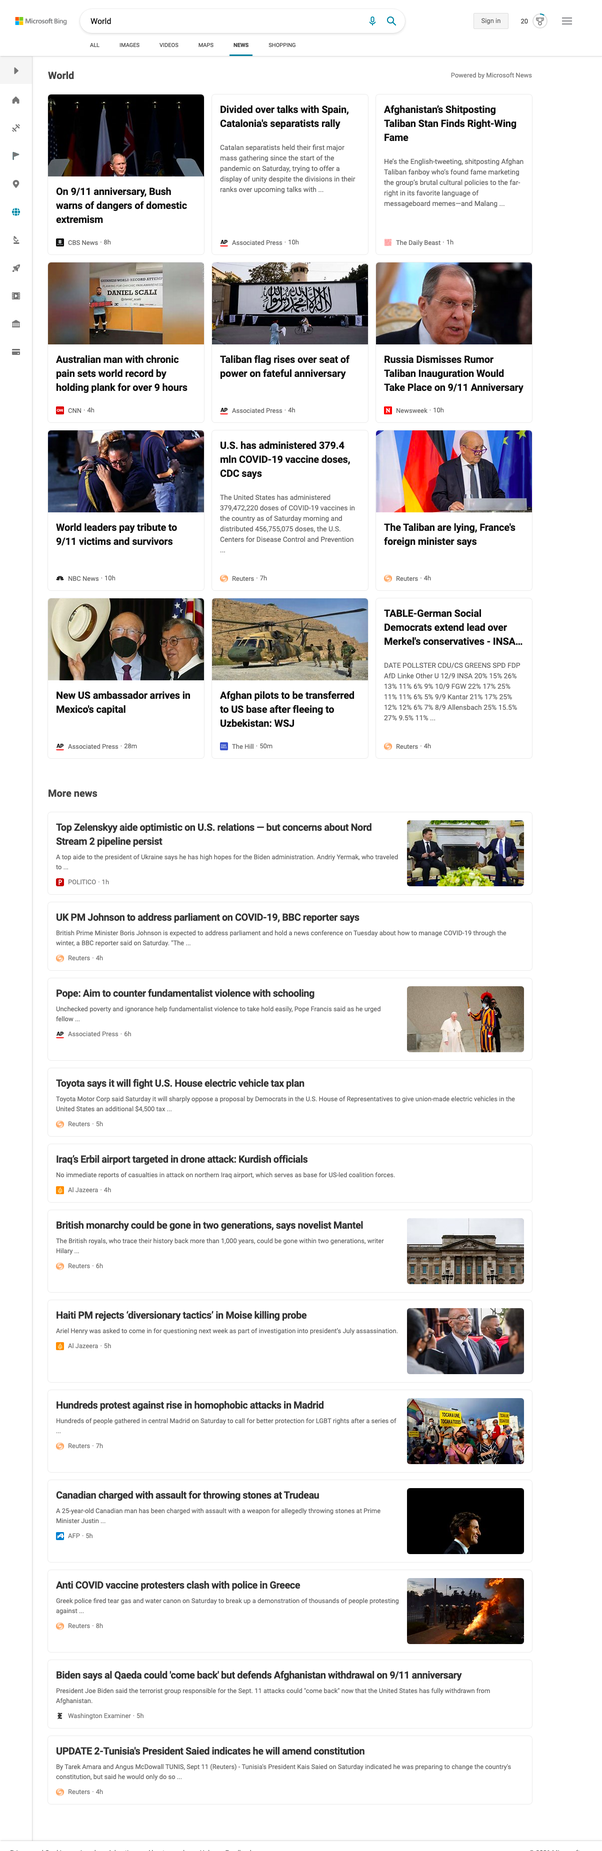 Microsoft Bing
World
Sign in
20
ALL IMAGES VIDEOS MAPS NEWS SHOPPING
World
Powered by Microsoft News
On 9/11 anniversary, Bush
warns of dangers of domestic
extremism
CBS News · 8h
Divided over talks with Spain,
Catalonia's separatists rally
Catalan separatists held their first major
mass gathering since the start of the
pandemic on Saturday, trying to offer a
display of unity despite the divisions in their
ranks over upcoming talks with ...
AP Associated Press · 10h
Afghanistan's Shitposting
Taliban Stan Finds Right-Wing
Fame
He's the English-tweeting, shitposting Afghan
Taliban fanboy who's found fame marketing
the group's brutal cultural policies to the far-
right in its favorite language of
messageboard memes—and Malang ...
The Daily Beast · 1h
DANIEL SCALI
Australian man with chronic
pain sets world record by
holding plank for over 9 hours
CNN · 4h
Taliban flag rises over seat of
power on fateful anniversary
AP Associated Press · 4h
Russia Dismisses Rumor
Taliban Inauguration Would
Take Place on 9/11 Anniversary
N Newsweek · 10h
World leaders pay tribute to
9/11 victims and survivors
NBC News · 10h
U.S. has administered 379.4
mln COVID-19 vaccine doses,
CDC says
The United States has administered
379,472,220 doses of COVID-19 vaccines in
the country as of Saturday morning and
distributed 456,755,075 doses, the U.S.
Centers for Disease Control and Prevention
...
Reuters · 7h
The Taliban are lying, France's
foreign minister says
Reuters · 4h
New US ambassador arrives in
Mexico's capital
AP Associated Press · 28m
Afghan pilots to be transferred
to US base after fleeing to
Uzbekistan: WSJ
The Hill · 50m
TABLE-German Social
Democrats extend lead over
Merkel's conservatives - INSA...
DATE POLLSTER CDU/CS GREENS SPD FDP
AfD Linke Other U 12/9 INSA 20% 15% 26%
13% 11% 6% 9% 10/9 FGW 22% 17% 25%
11% 11% 6% 5% 9/9 Kantar 21% 17% 25%
12% 12% 6% 7% 8/9 Allensbach 25% 15.5%
27% 9.5% 11% ...
Reuters · 4h
More news
Top Zelenskyy aide optimistic on U.S. relations — but concerns about Nord
Stream 2 pipeline persist
A top aide to the president of Ukraine says he has high hopes for the Biden administration. Andriy Yermak, who traveled
to ...
P POLITICO · 1h
UK PM Johnson to address parliament on COVID-19, BBC reporter says
British Prime Minister Boris Johnson is expected to address parliament and hold a news conference on Tuesday about how to manage COVID-19 through the
winter, a BBC reporter said on Saturday. "The ...
Reuters · 4h
Pope: Aim to counter fundamentalist violence with schooling
Unchecked poverty and ignorance help fundamentalist violence to take hold easily, Pope Francis said as he urged
fellow ...
AP Associated Press · 6h
Toyota says it will fight U.S. House electric vehicle tax plan
Toyota Motor Corp said Saturday it will sharply oppose a proposal by Democrats in the U.S. House of Representatives to give union-made electric vehicles in the
United States an additional $4,500 tax ...
Reuters · 5h
Iraq's Erbil airport targeted in drone attack: Kurdish officials
No immediate reports of casualties in attack on northern Iraq airport, which serves as base for US-led coalition forces.
Al Jazeera · 4h
British monarchy could be gone in two generations, says novelist Mantel
The British royals, who trace their history back more than 1,000 years, could be gone within two generations, writer
Hilary ...
Reuters · 6h
Haiti PM rejects 'diversionary tactics' in Moise killing probe
Ariel Henry was asked to come in for questioning next week as part of investigation into president's July assassination.
Al Jazeera · 5h
Hundreds protest against rise in homophobic attacks in Madrid
Hundreds of people gathered in central Madrid on Saturday to call for better protection for LGBT rights after a series of
...
Reuters · 7h
Canadian charged with assault for throwing stones at Trudeau
A 25-year-old Canadian man has been charged with assault with a weapon for allegedly throwing stones at Prime
Minister Justin ...
AFP · 5h
Anti COVID vaccine protesters clash with police in Greece
Greek police fired tear gas and water canon on Saturday to break up a demonstration of thousands of people protesting
against ...
Reuters · 8h
Biden says al Qaeda could 'come back' but defends Afghanistan withdrawal on 9/11 anniversary
President Joe Biden said the terrorist group responsible for the Sept. 11 attacks could "come back" now that the United States has fully withdrawn from
Afghanistan.
Washington Examiner · 5h
UPDATE 2-Tunisia's President Saied indicates he will amend constitution
By Tarek Amara and Angus McDowall TUNIS, Sept 11 (Reuters) - Tunisia's President Kais Saied on Saturday indicated he was preparing to change the country's
constitution, but said he would only do so ...
Reuters · 4h